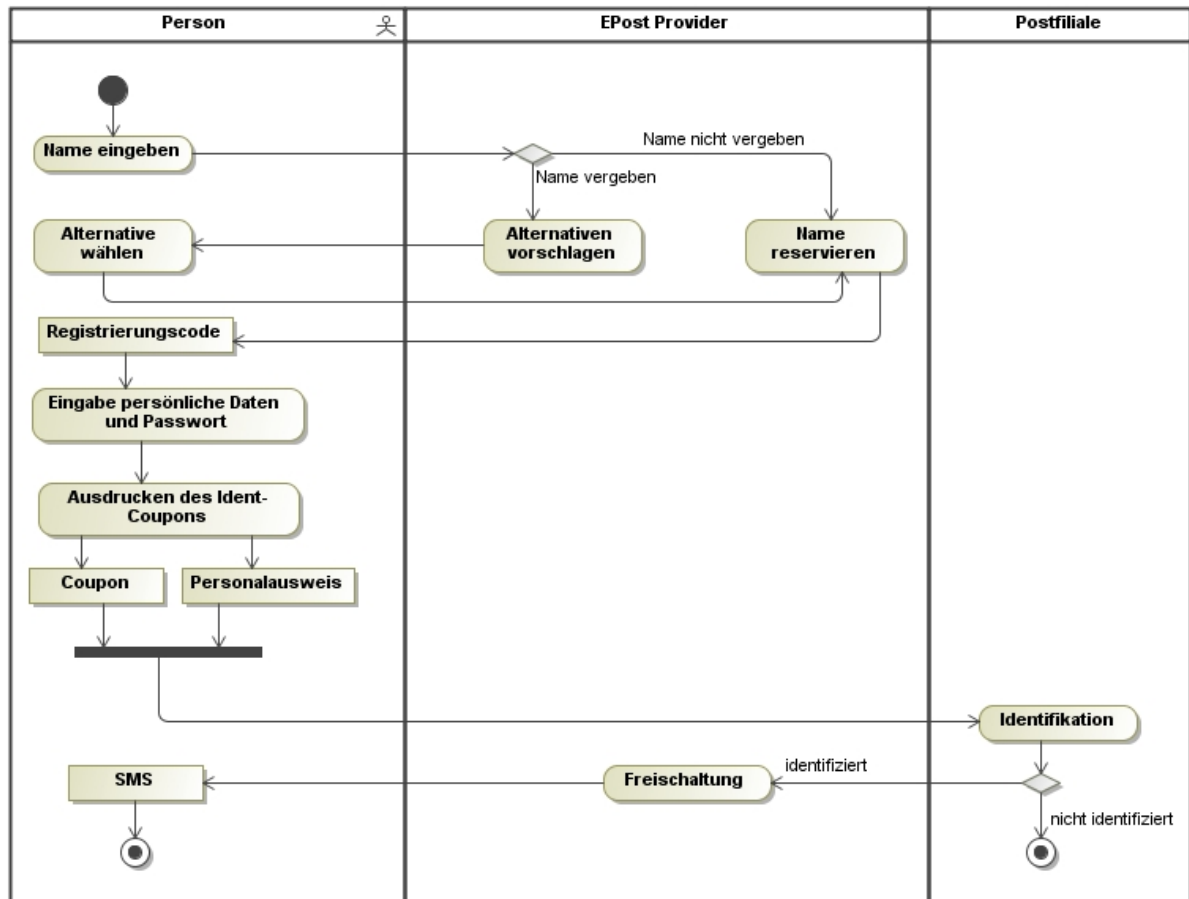 Person
EPost Provider
Postfiliale
Name eingeben
Name nicht vergeben
Name vergeben
Alternative
wählen
Alternativen
vorschlagen
Name
reservieren
Registrierungscode
Eingabe persönliche Daten
und Passwort
Ausdrucken des Ident-
Coupons
Coupon
Personalausweis
Identifikation
SMS
Freischaltung
identifiziert
nicht identifiziert